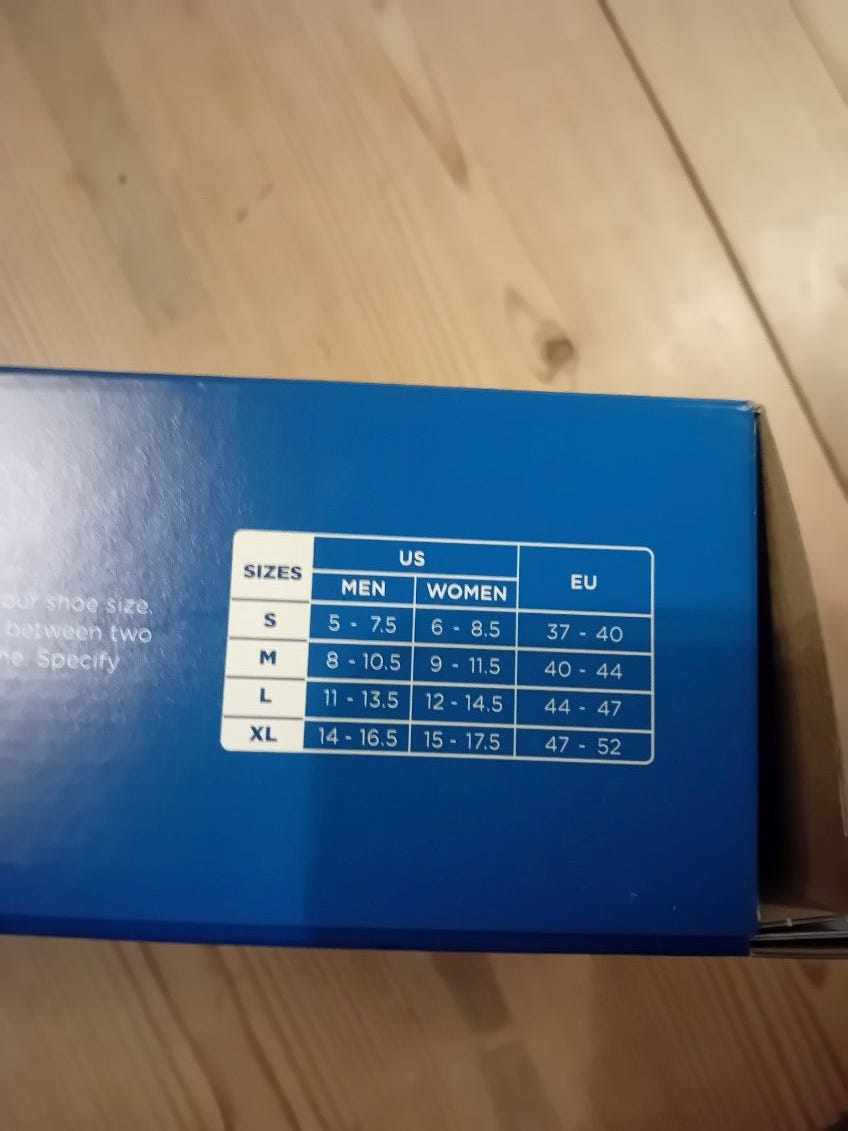 our shoe size,
between two
Specify
SIZES US EU
MEN WOMEN
S 5 - 7.5 6 - 8.5 37 - 40
M 8 - 10.5 9 - 11.5 40 - 44
L 11 - 13.5 12 - 14.5 44 - 47
XL 14 - 16.5 15 - 17.5 47 - 52